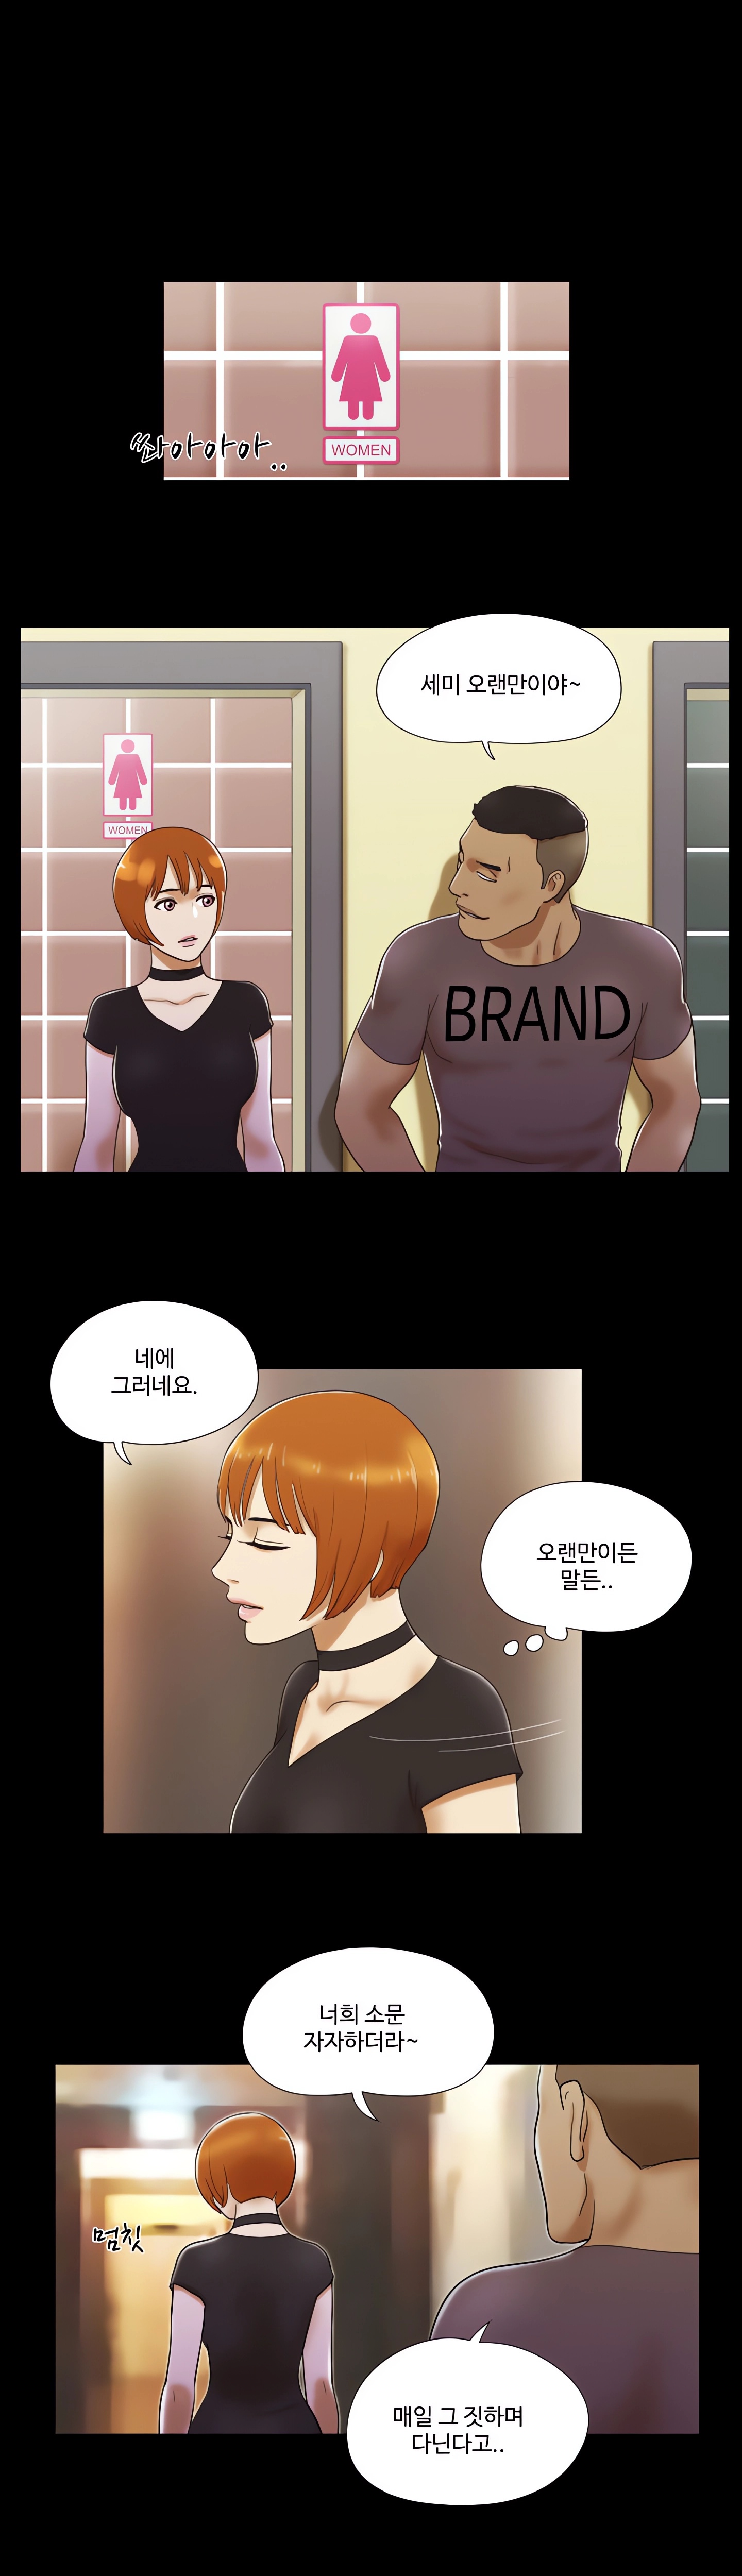 WOMEN
쏴아아아..
세미 오랜만이야~
WOMEN
BRAND
네에
그러네요.
오랜만이든
말든..
너희 소문
자자하더라~
멈칫
매일 그 짓하며
다닌다고..